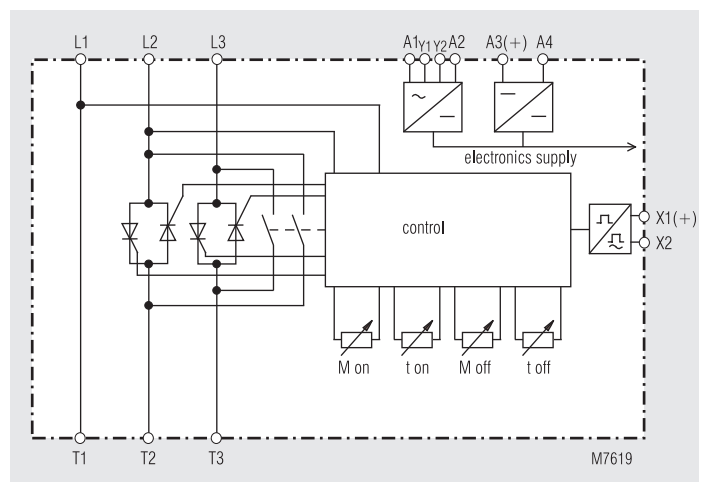 L1 L2 L3 A1 Y1 Y2 A2 A3(+) A4
electronics supply
control
X1(+)
X2
M on t on M off t off
T1 T2 T3 M7619